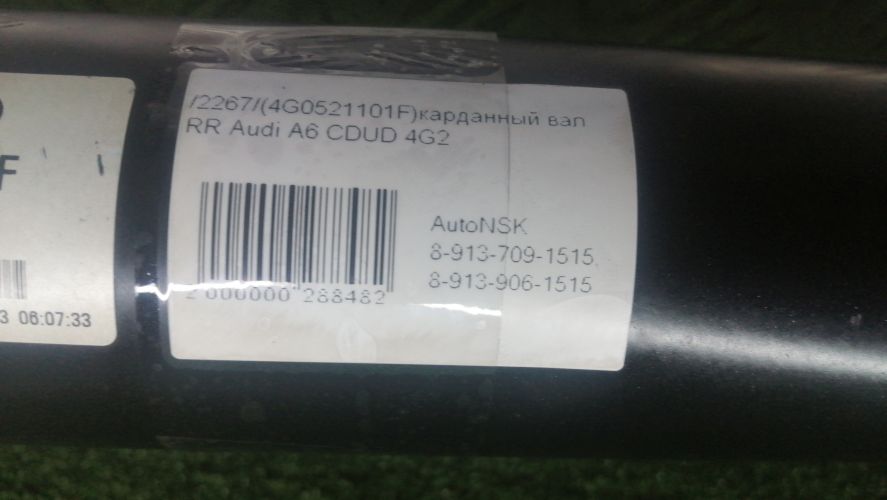 F
3 06:07:33
/2267/(4G0521101F)карданный вал
RR Audi A6 CDUD 4G2
2 000000 288482
AutoNSK
8-913-709-1515,
8-913-906-1515